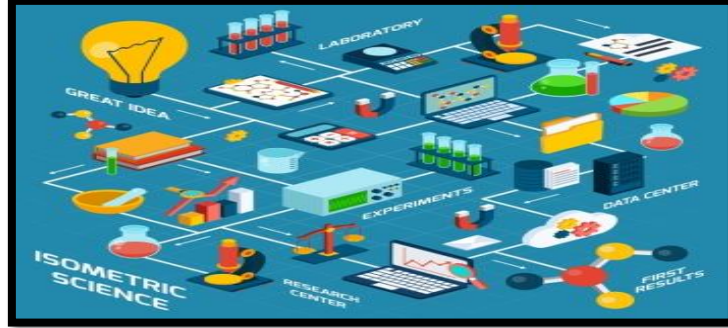 LABORATORY
GREAT IDEA
EXPERIMENTS
DATA CENTER
ISOMETRIC
SCIENCE
RESEARCH
CENTER
FIRST
RESULTS